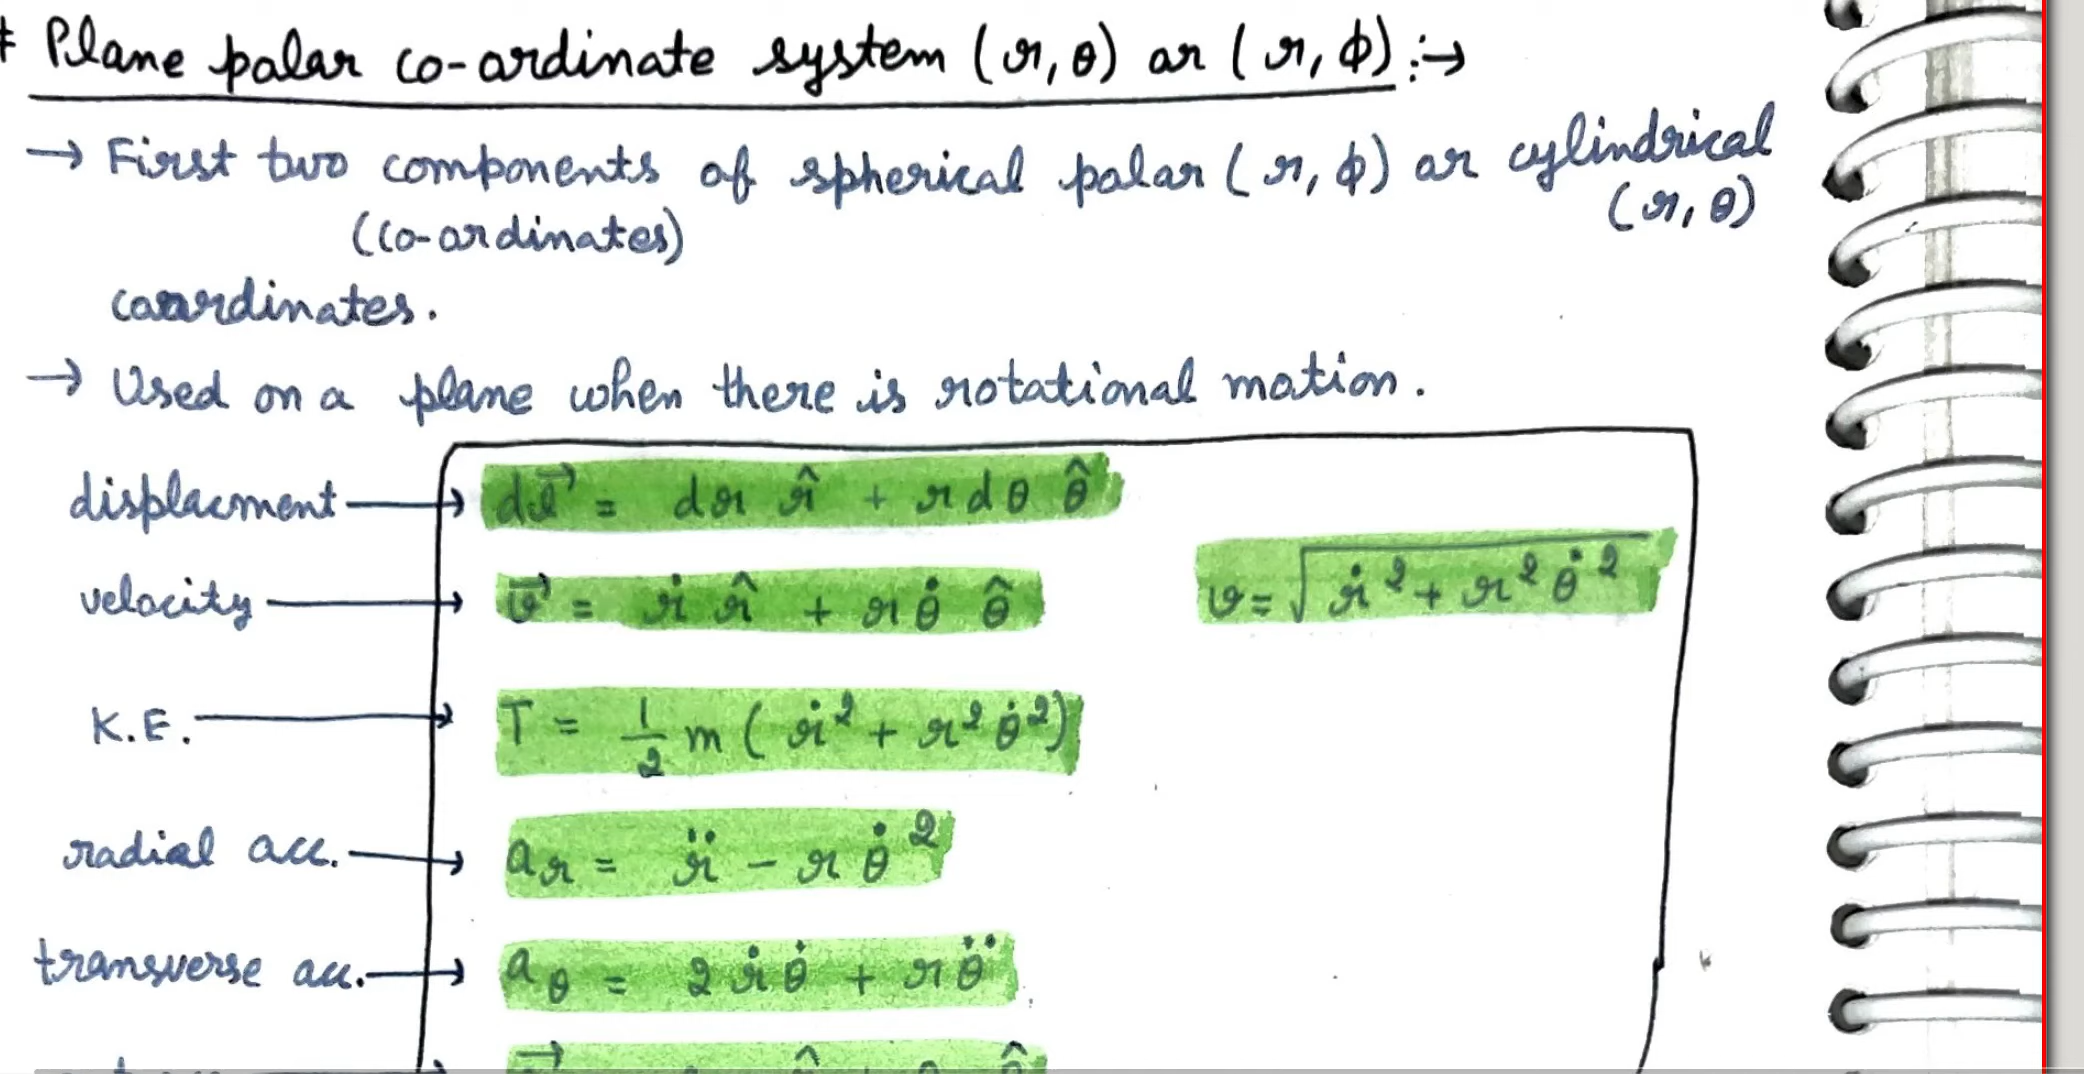 # Plane polar co-ordinate system (r, θ) or (r, ϕ) :→
→ First two components of spherical polar (r, ϕ) or cylindrical
(co-ordinates) (r, θ)
coordinates.
→ Used on a plane when there is rotational motion.
displacment → dl⃗ = dr r̂ + r dθ θ̂
velocity → v⃗ = ṙ r̂ + r θ̇ θ̂ v = √(ṙ² + r² θ̇²)
K.E. → T = 1/2 m ( ṙ² + r² θ̇²)
radial acc. → a_r = r̈ - r θ̇²
transverse acc. → a_θ = 2 ṙ θ̇ + r θ̈